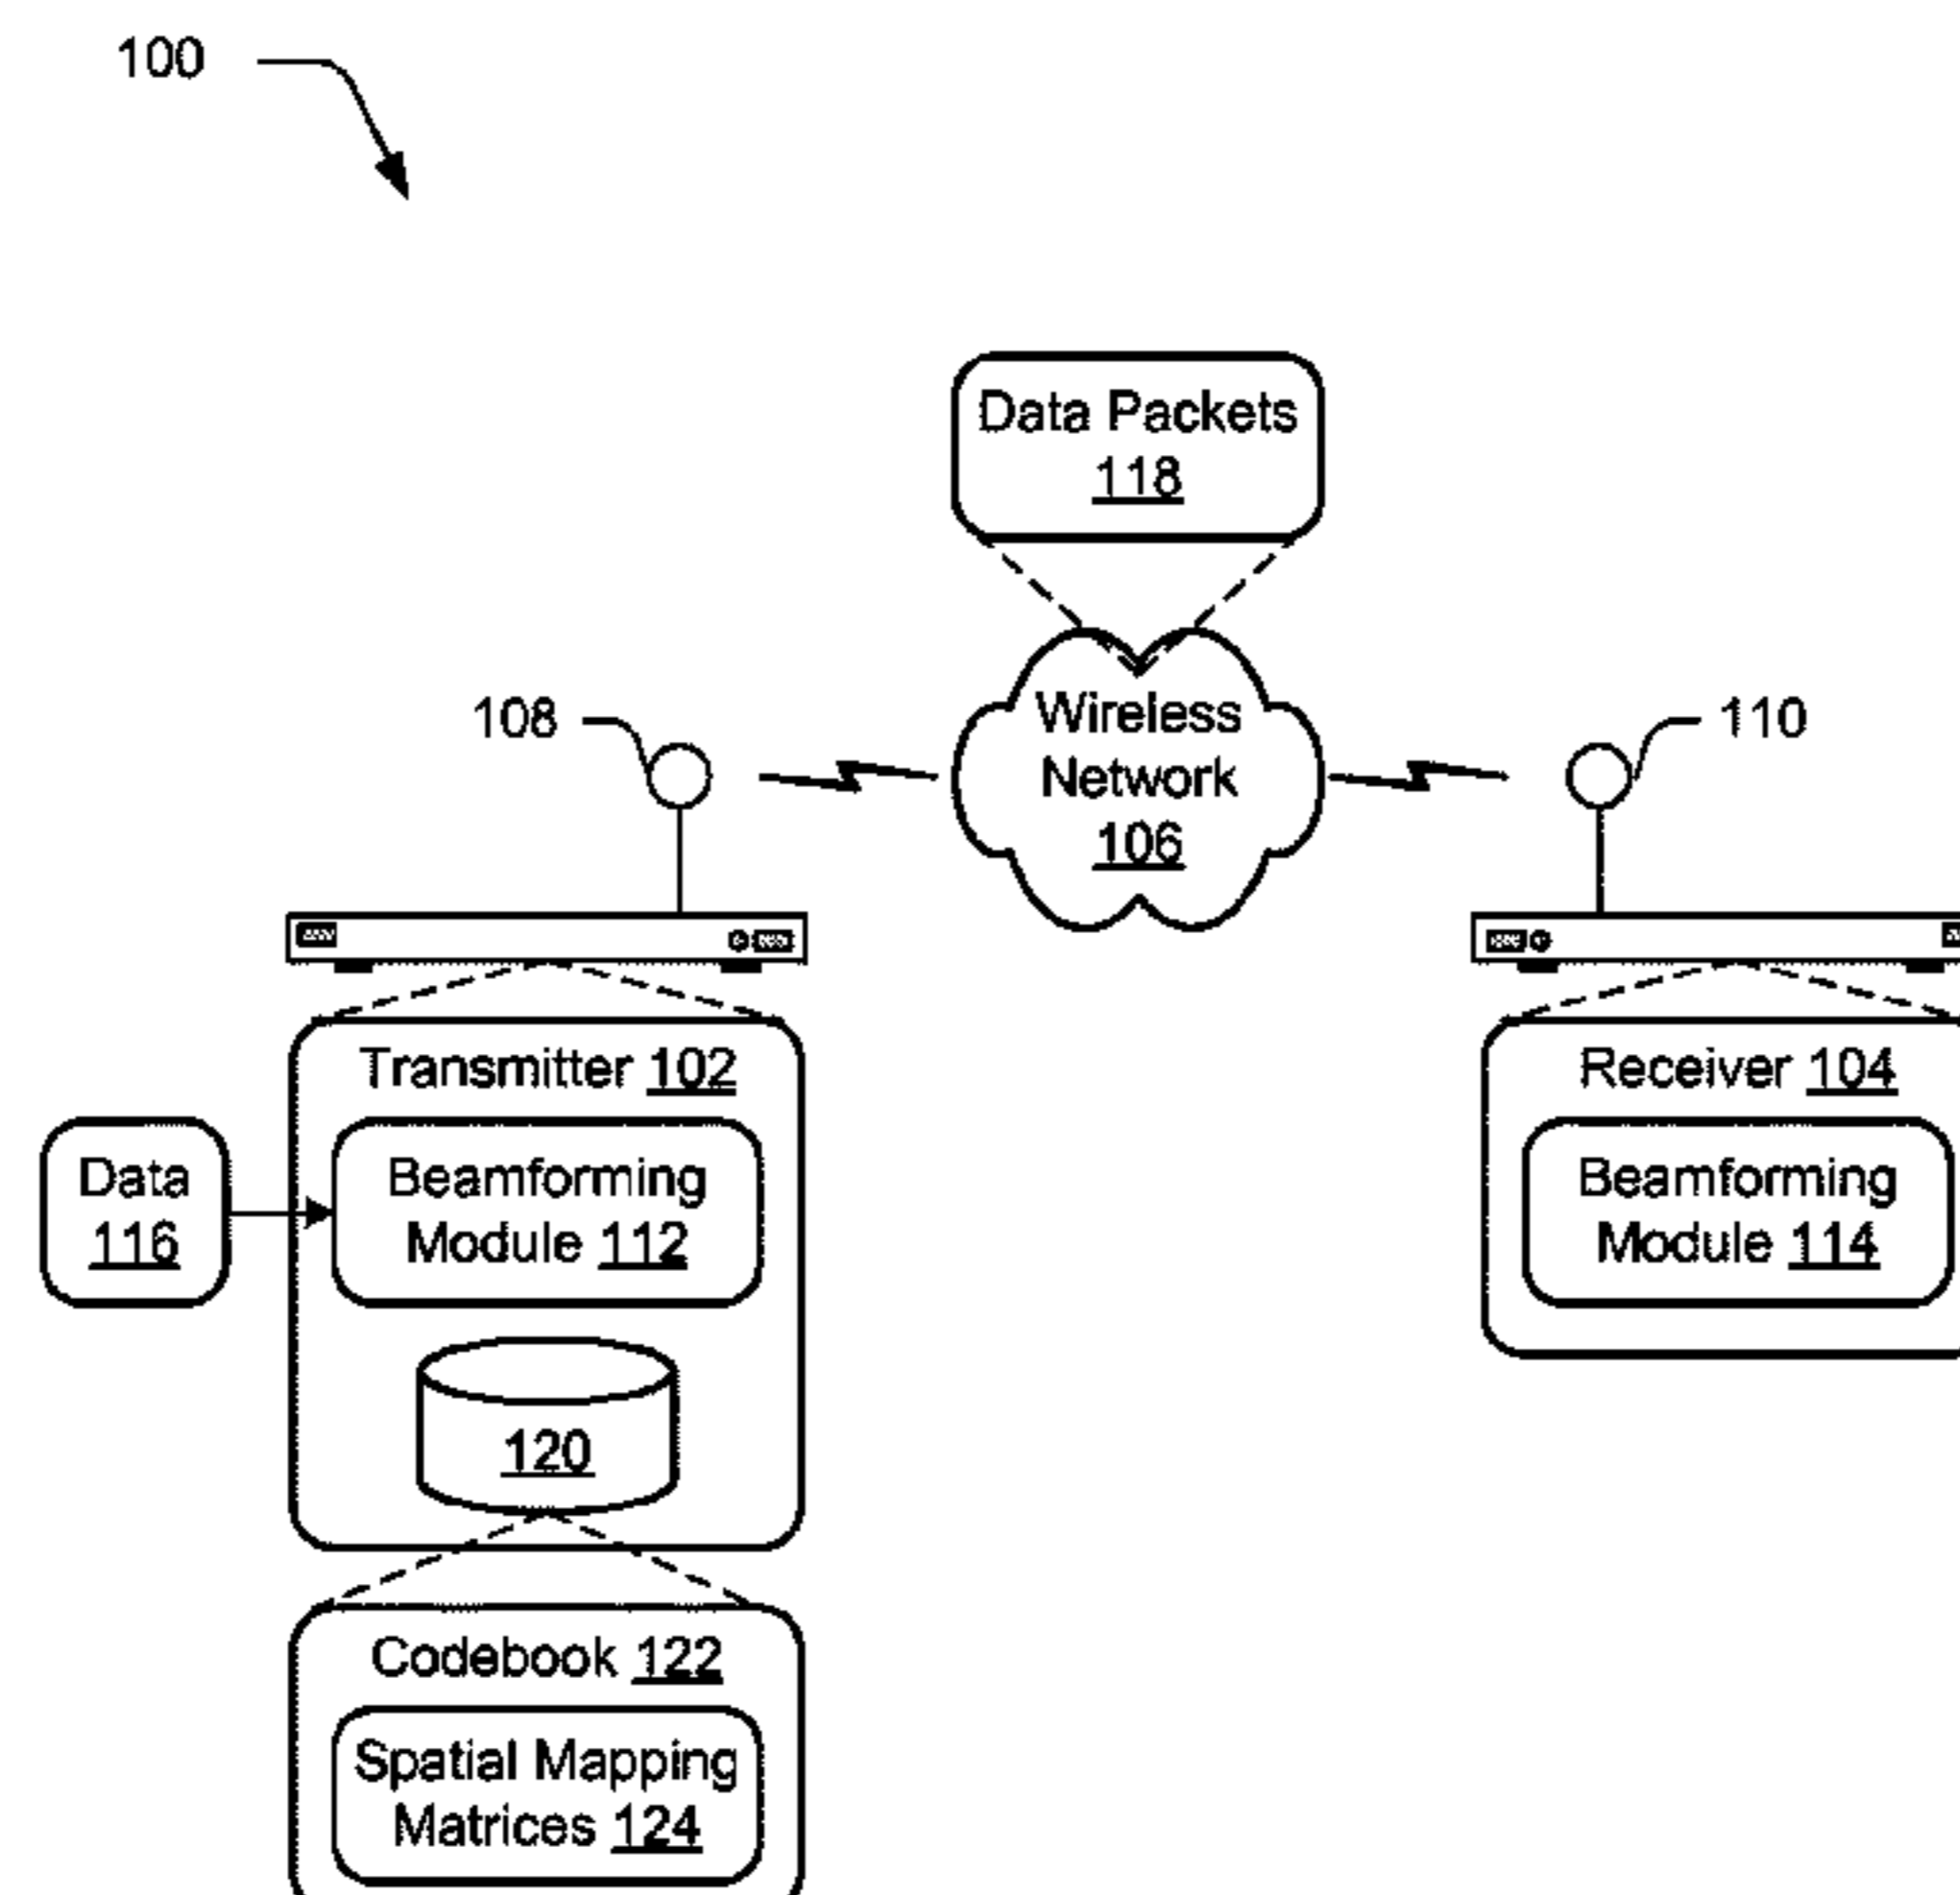 100
Data Packets
118
108
Wireless
Network
106
110
Transmitter 102
Receiver 104
Data
116
Beamforming
Module 112
Beamforming
Module 114
120
Codebook 122
Spatial Mapping
Matrices 124